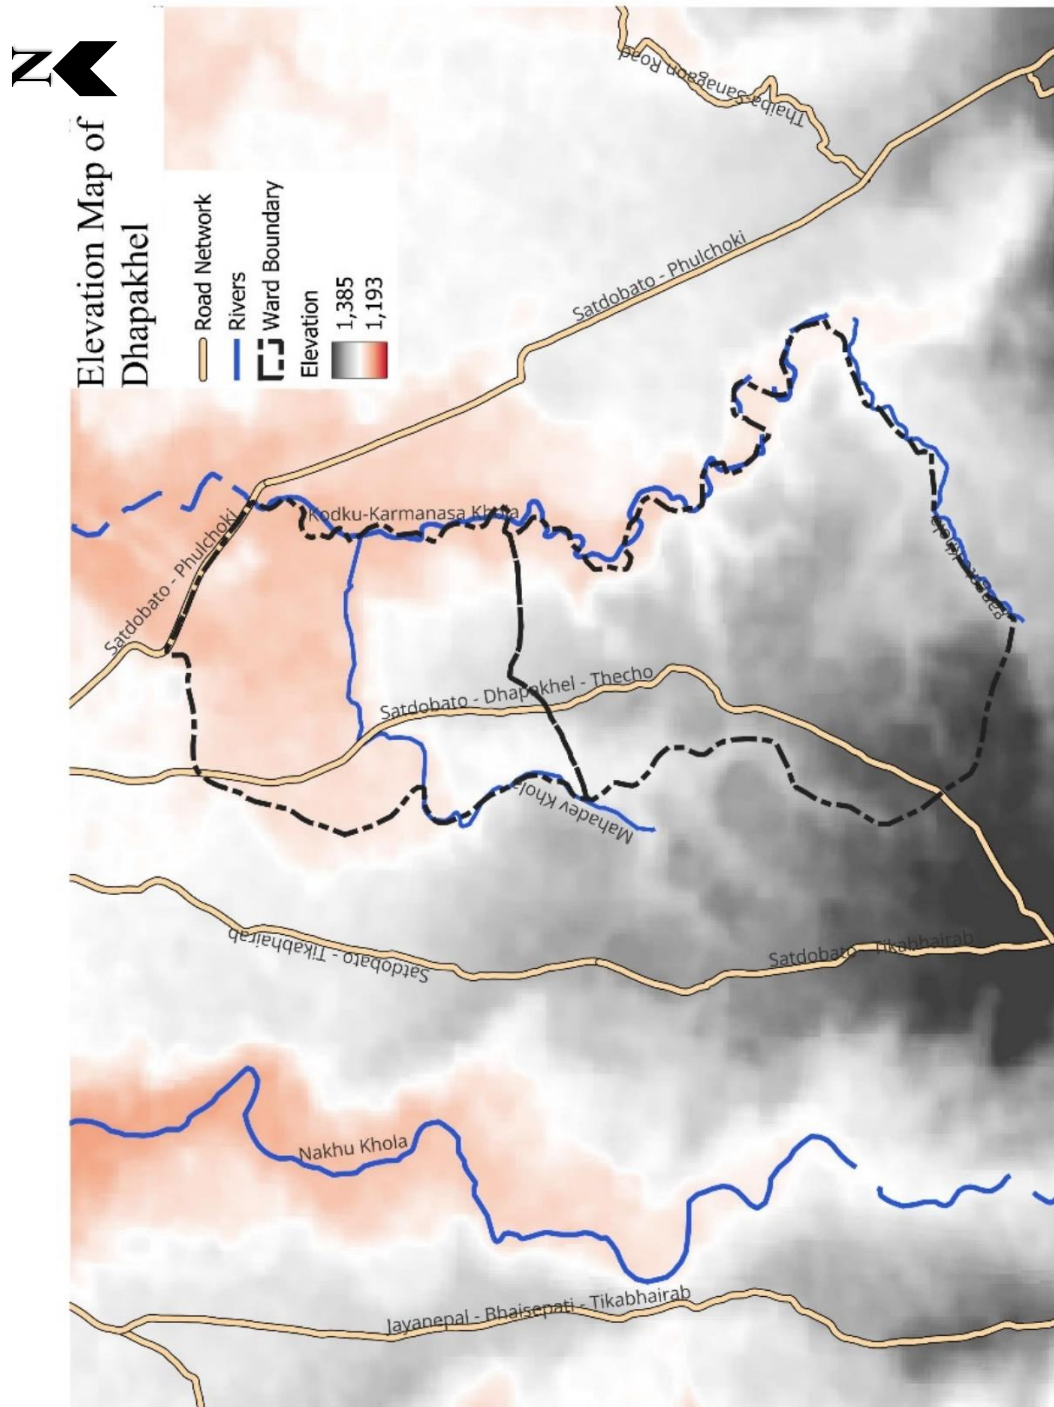 N
Elevation Map of
Dhapakhel
Road Network
Rivers
Ward Boundary
Elevation
1,385
1,193
Thaiba-Sanagaon Road
Satdobato - Phulchoki
Satdobato - Phulchoki
Kodku-Karmanasa Khola
Satdobato - Dhapakhel - Thecho
Mahadev Khola
Satdobato - Tikabhairab
Satdobato - Tikabhairab
Nakhu Khola
Jayanepal - Bhaisepati - Tikabhairab